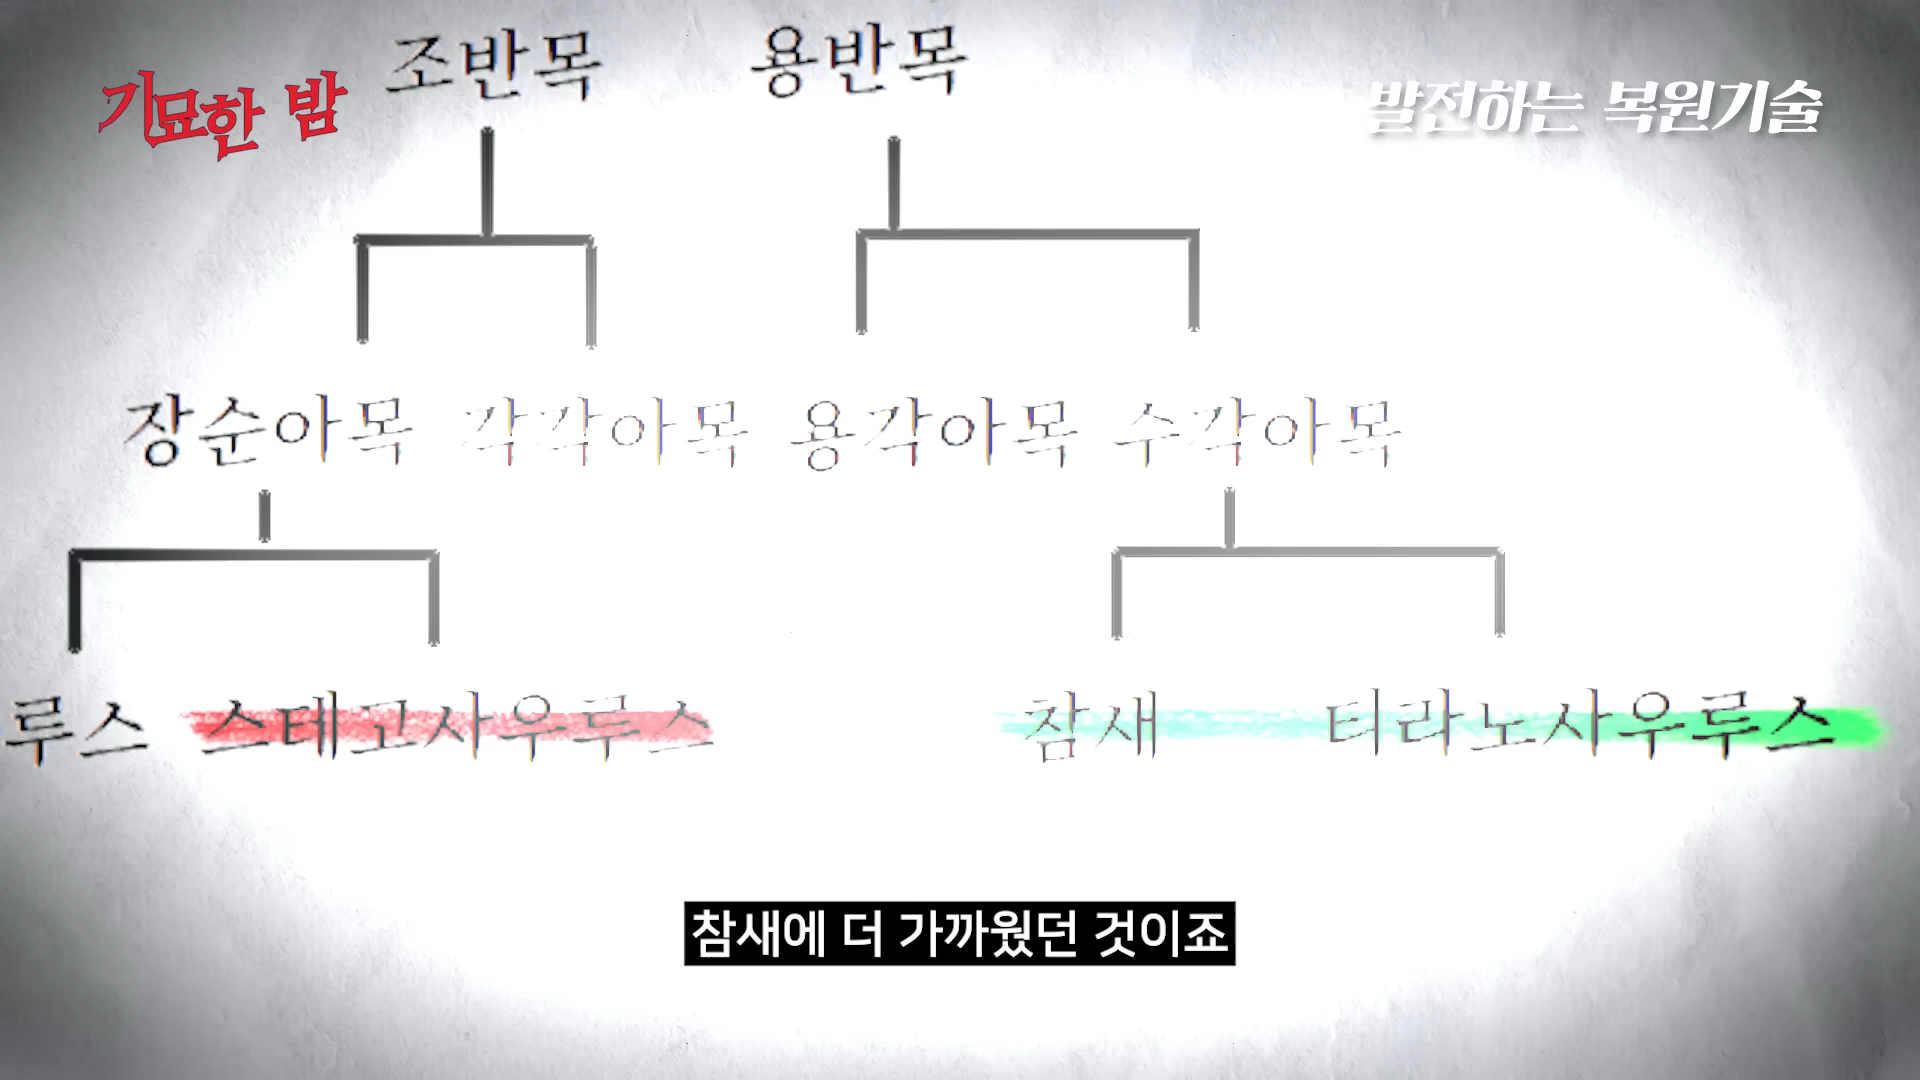 조반목 용반목
기묘한 밤
발전하는 복원기술
장순아목 각각아목 용각아목 수각아목
루스 스테고사우루스 참새 티라노사우루스
참새에 더 가까웠던 것이죠